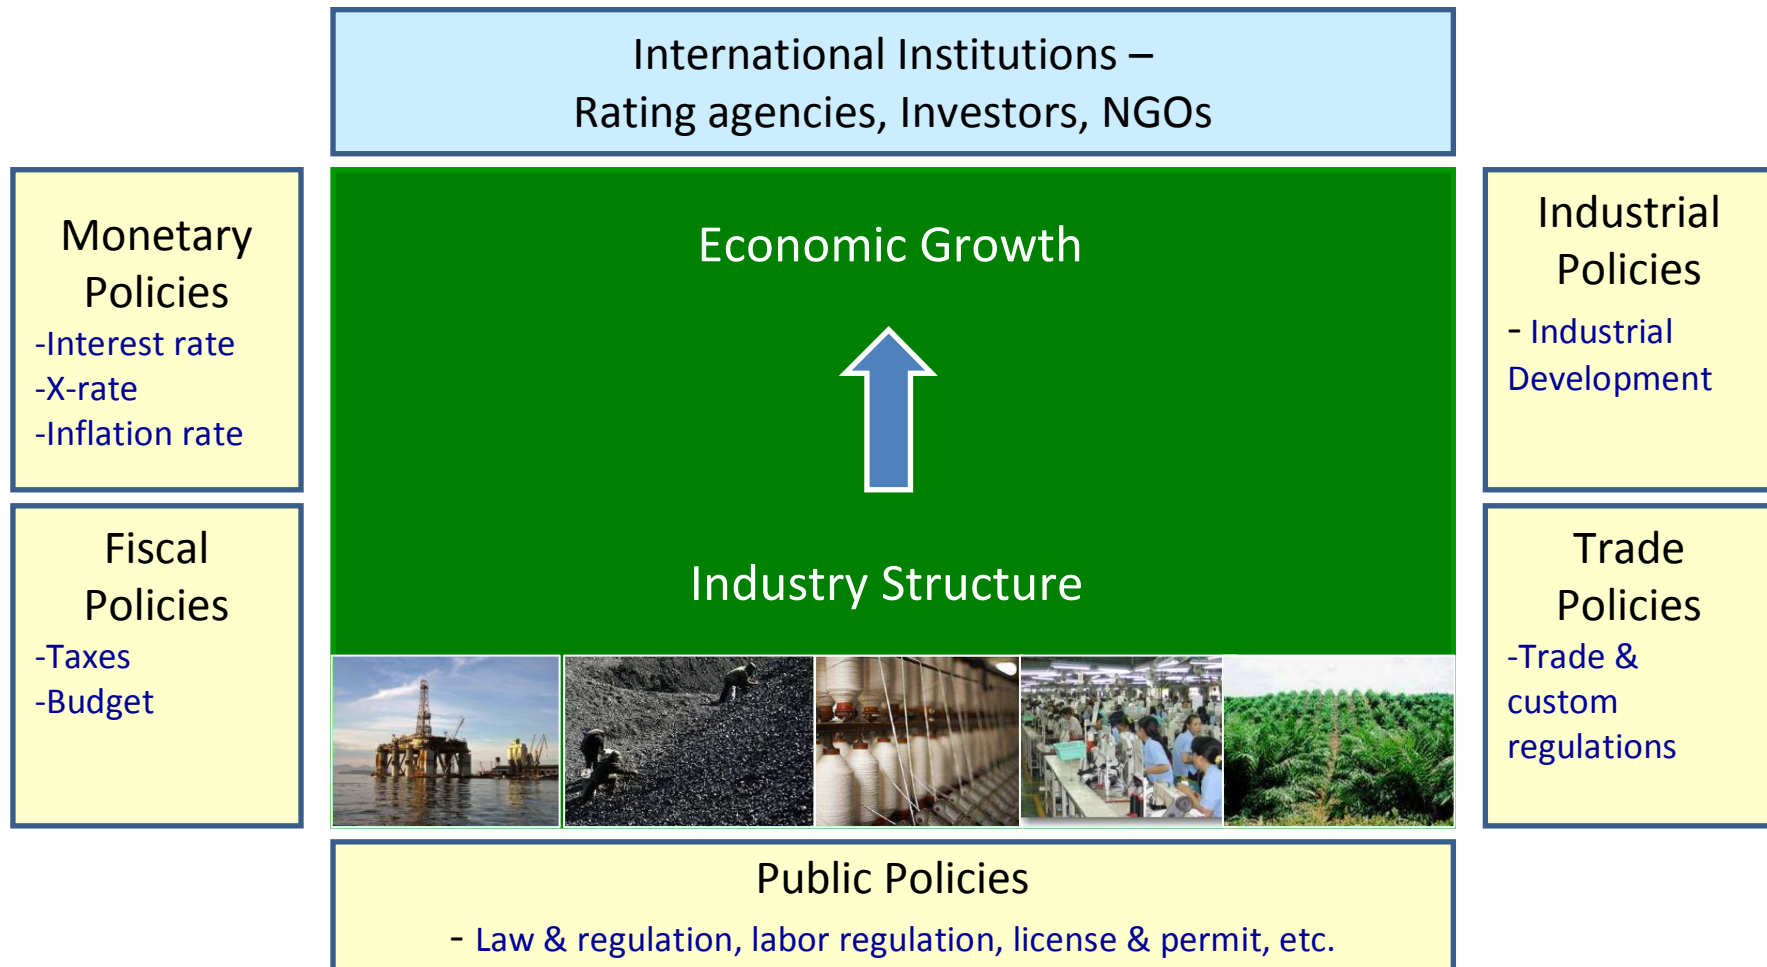 International Institutions –
Rating agencies, Investors, NGOs
Monetary
Policies
-Interest rate
-X-rate
-Inflation rate
Economic Growth
Industrial
Policies
- Industrial
Development
Fiscal
Policies
-Taxes
-Budget
Industry Structure
Trade
Policies
-Trade &
custom
regulations
Public Policies
- Law & regulation, labor regulation, license & permit, etc.